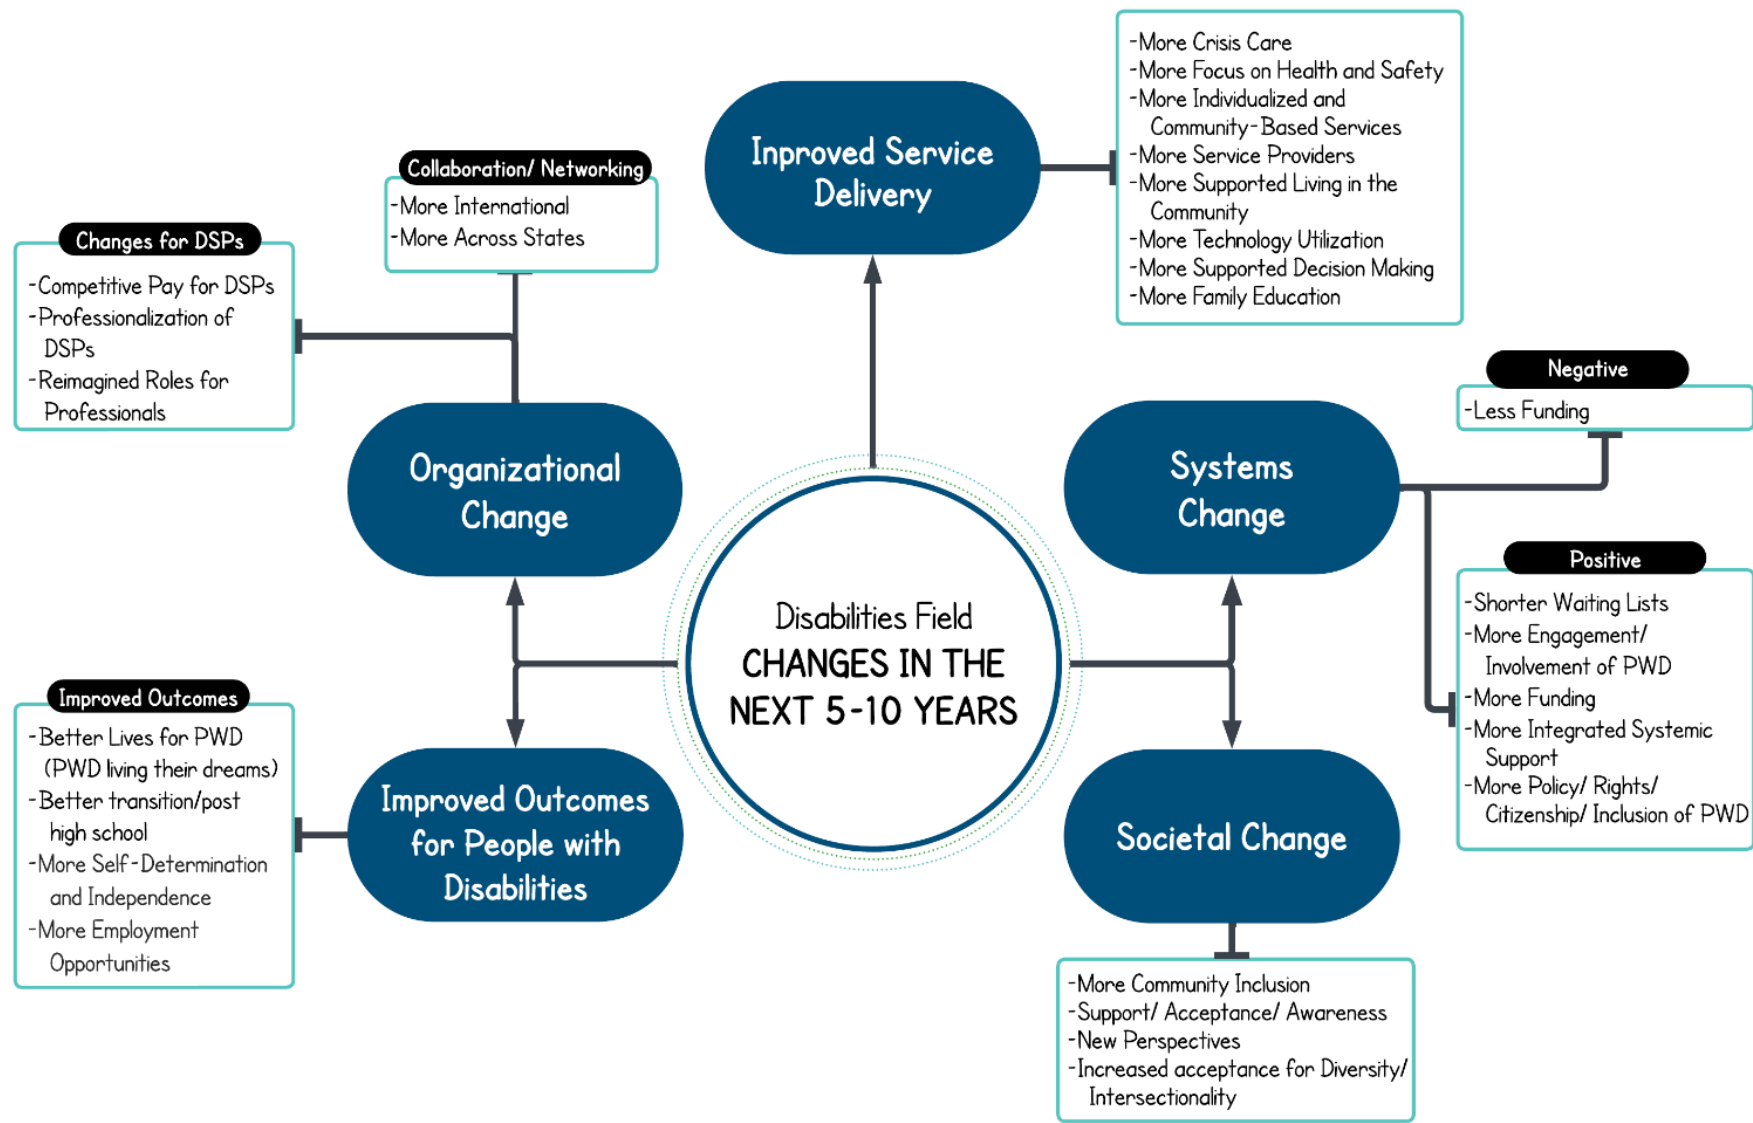 Disabilities Field
CHANGES IN THE
NEXT 5-10 YEARS
Inproved Service
Delivery
-More Crisis Care
-More Focus on Health and Safety
-More Individualized and
Community-Based Services
-More Service Providers
-More Supported Living in the
Community
-More Technology Utilization
-More Supported Decision Making
-More Family Education
Organizational
Change
Collaboration/ Networking
-More International
-More Across States
Changes for DSPs
-Competitive Pay for DSPs
-Professionalization of
DSPs
-Reimagined Roles for
Professionals
Systems
Change
Negative
-Less Funding
Positive
-Shorter Waiting Lists
-More Engagement/
Involvement of PWD
-More Funding
-More Integrated Systemic
Support
-More Policy/ Rights/
Citizenship/ Inclusion of PWD
Improved Outcomes
for People with
Disabilities
Improved Outcomes
-Better Lives for PWD
(PWD living their dreams)
-Better transition/post
high school
-More Self-Determination
and Independence
-More Employment
Opportunities
Societal Change
-More Community Inclusion
-Support/ Acceptance/ Awareness
-New Perspectives
-Increased acceptance for Diversity/
Intersectionality